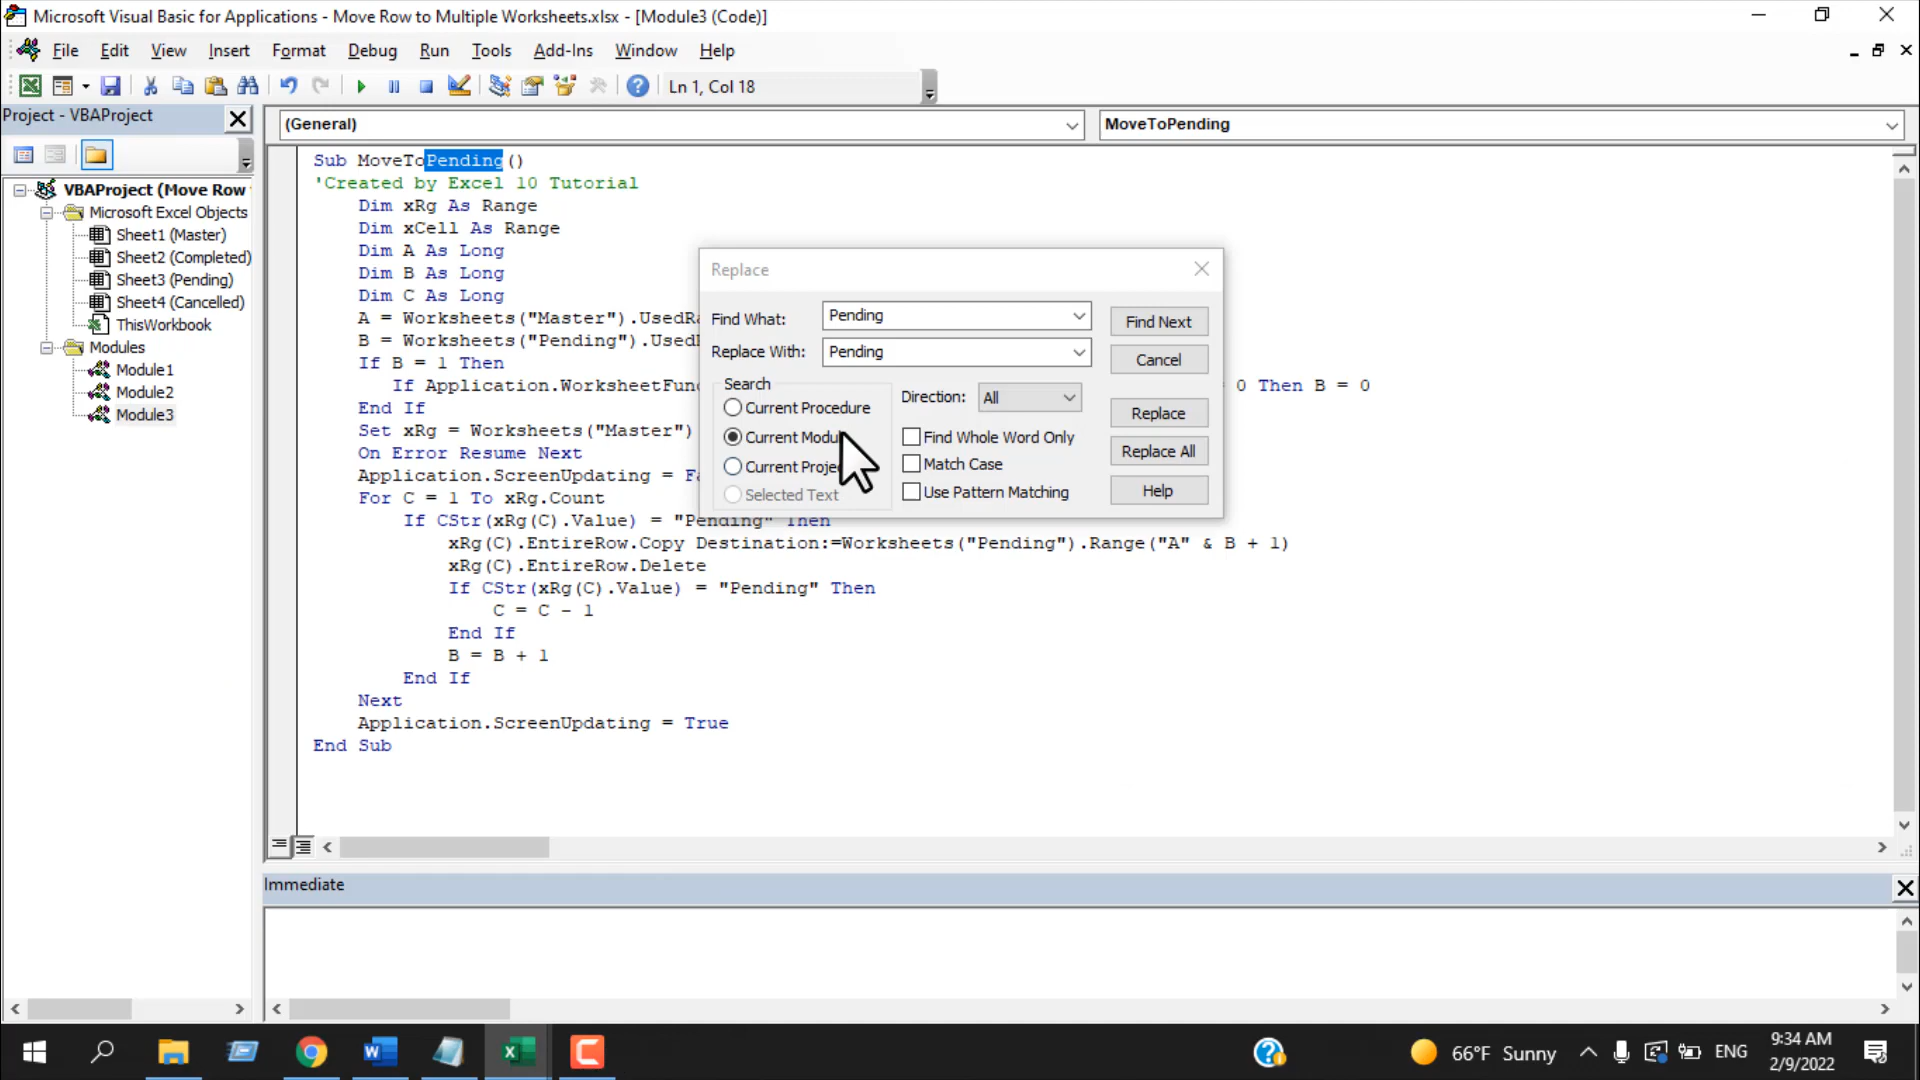 Microsoft Visual Basic for Applications - Move Row to Multiple Worksheets.xlsx - [Module3 (Code)]
File Edit View Insert Format Debug Run Tools Add-Ins Window Help
Ln 1, Col 18
Project - VBAProject
(General)
MoveToPending
VBAProject (Move Row
Microsoft Excel Objects
Sheet1 (Master)
Sheet2 (Completed)
Sheet3 (Pending)
Sheet4 (Cancelled)
ThisWorkbook
Modules
Module1
Module2
Module3
Sub MoveToPending()
'Created by Excel 10 Tutorial
Dim xRg As Range
Dim xCell As Range
Dim A As Long
Dim B As Long
Dim C As Long
A = Worksheets("Master").UsedRa
B = Worksheets("Pending").Used
If B = 1 Then
If Application.WorksheetFun = 0 Then B = 0
End If
Set xRg = Worksheets("Master")
On Error Resume Next
Application.ScreenUpdating = Fa
For C = 1 To xRg.Count
If CStr(xRg(C).Value) = "Pending" Then
xRg(C).EntireRow.Copy Destination:=Worksheets("Pending").Range("A" & B + 1)
xRg(C).EntireRow.Delete
If CStr(xRg(C).Value) = "Pending" Then
C = C - 1
End If
B = B + 1
End If
Next
Application.ScreenUpdating = True
End Sub
Replace
Find What: Pending
Replace With: Pending
Search
Current Procedure
Current Modul
Current Proje
Selected Text
Direction: All
Find Whole Word Only
Match Case
Use Pattern Matching
Find Next
Cancel
Replace
Replace All
Help
Immediate
66°F Sunny
ENG
9:34 AM
2/9/2022